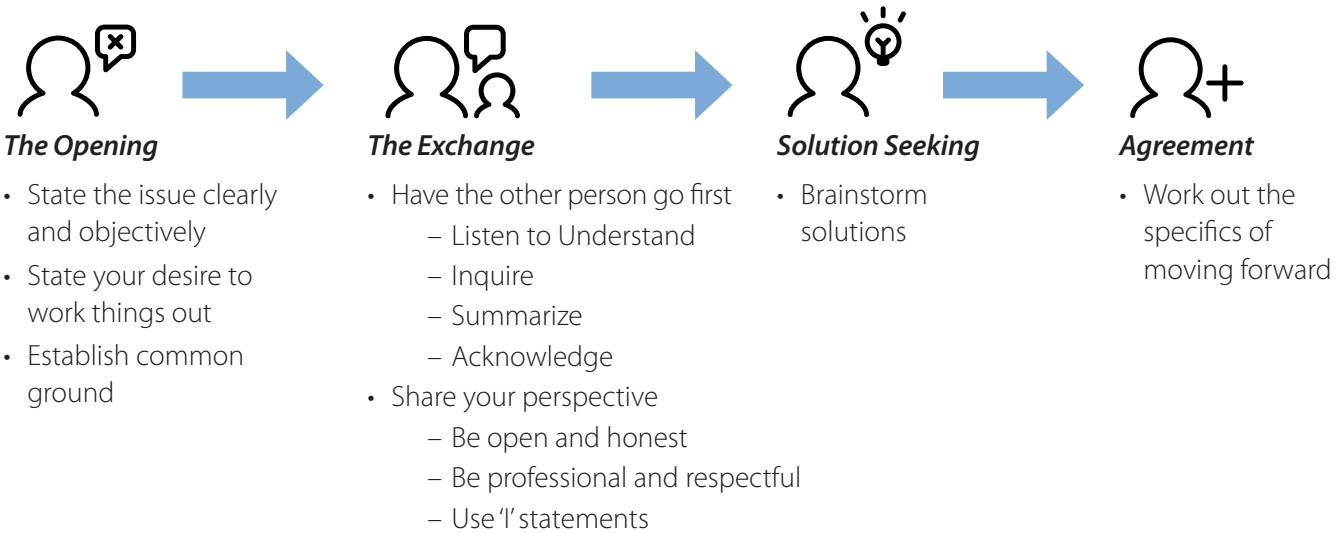 The Opening
• State the issue clearly
and objectively
• State your desire to
work things out
• Establish common
ground
The Exchange
• Have the other person go first
– Listen to Understand
– Inquire
– Summarize
– Acknowledge
• Share your perspective
– Be open and honest
– Be professional and respectful
– Use ‘I’ statements
Solution Seeking
• Brainstorm
solutions
Agreement
• Work out the
specifics of
moving forward